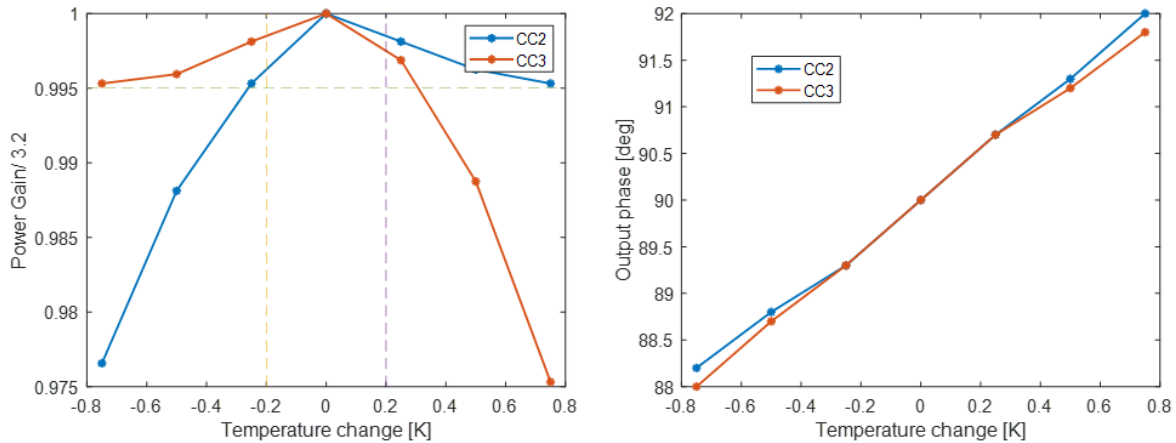 1
0.995
0.99
0.985
0.98
0.975
Power Gain/ 3.2
-0.8 -0.6 -0.4 -0.2 0 0.2 0.4 0.6 0.8
Temperature change [K]
CC2
CC3
92
91.5
91
90.5
90
89.5
89
88.5
88
Output phase [deg]
-0.8 -0.6 -0.4 -0.2 0 0.2 0.4 0.6 0.8
Temperature change [K]
CC2
CC3